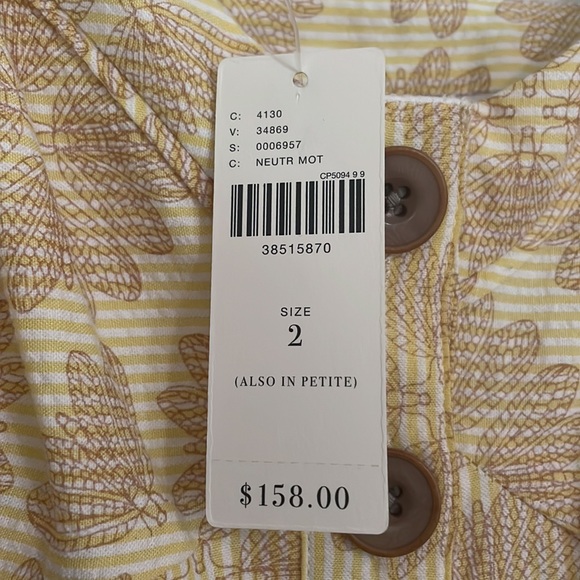 C: 4130
V: 34869
S: 0006957
C: NEUTR MOT
CP5094 9 9
38515870
SIZE
2
(ALSO IN PETITE)
$158.00